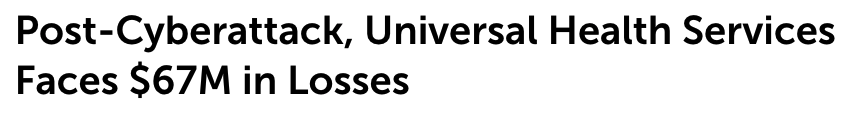 Post-Cyberattack, Universal Health Services
Faces $67M in Losses